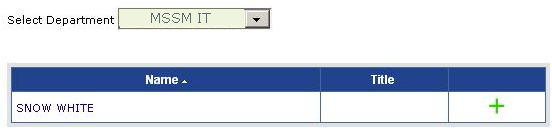 Select Department MSSM IT
Name Title
SNOW WHITE